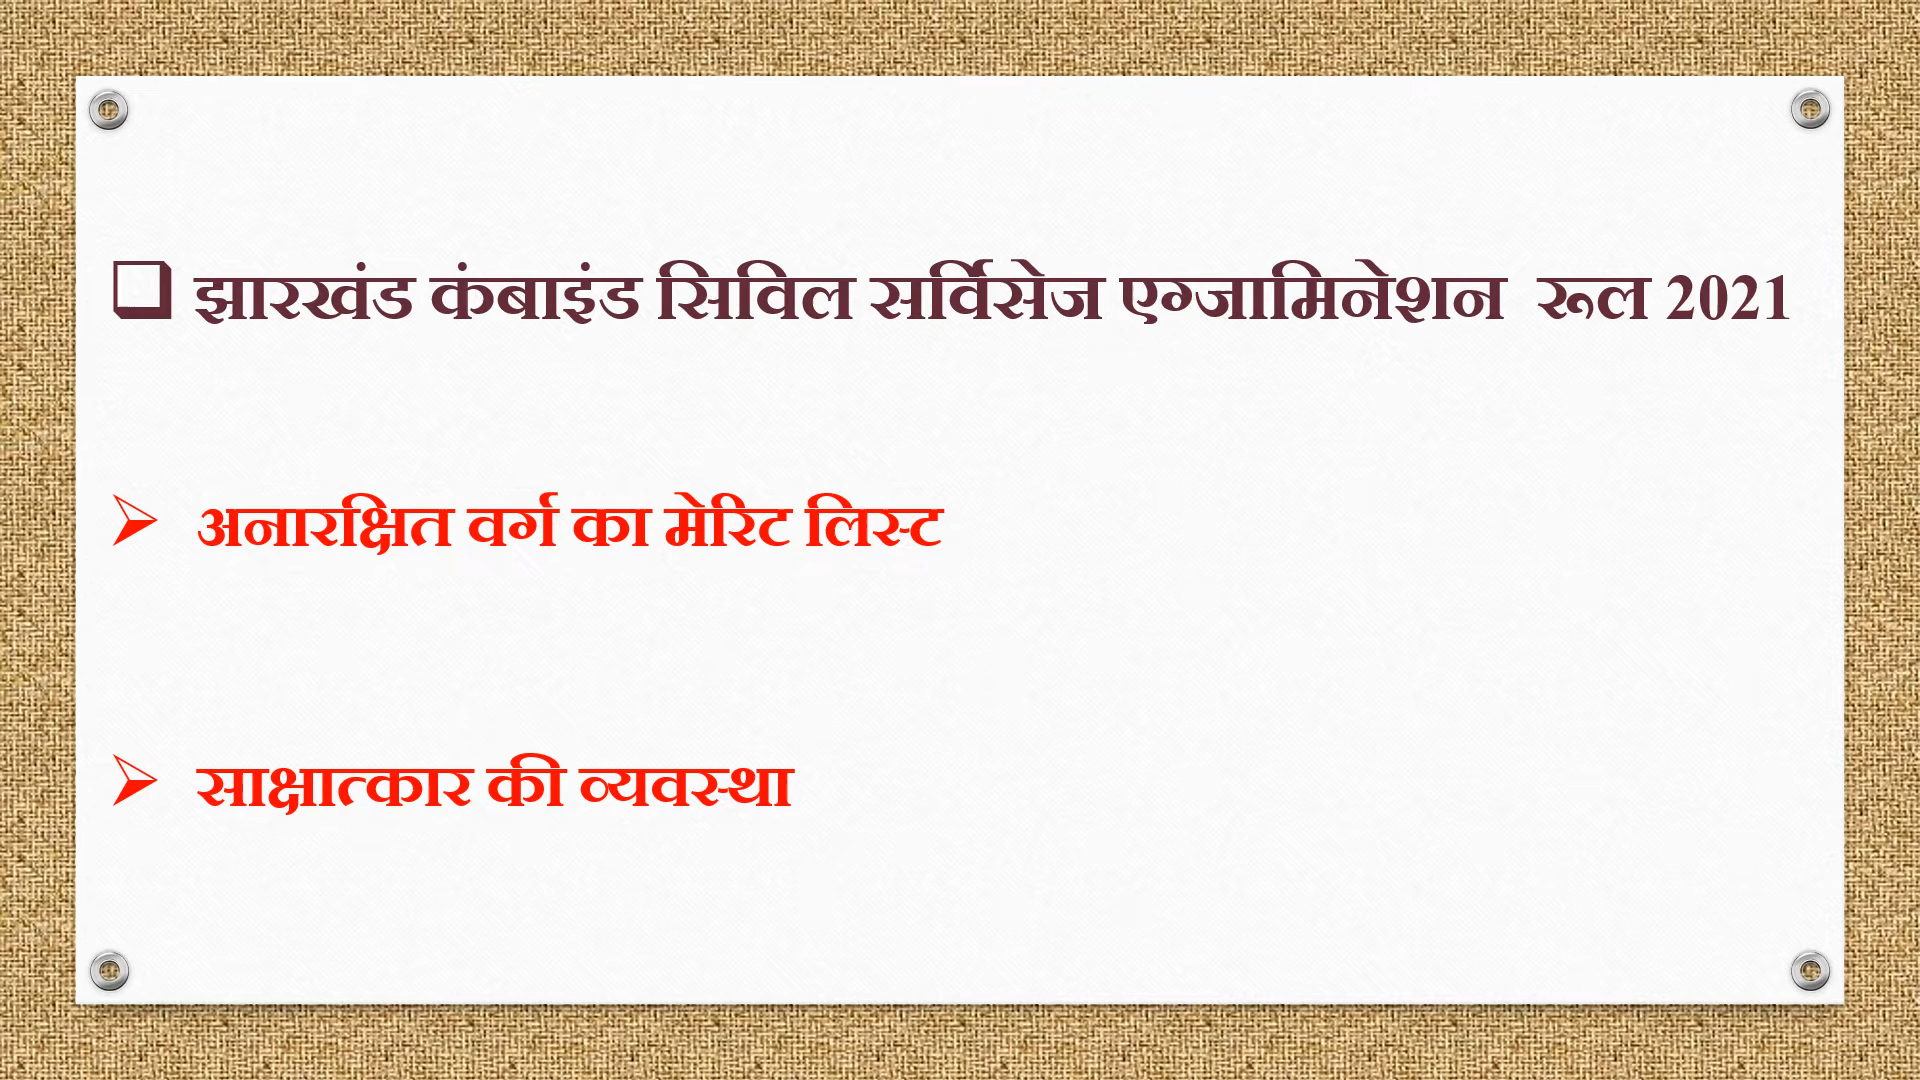 ❑ झारखंड कंबाइंड सिविल सर्विसेज एग्जामिनेशन रूल 2021
➢ अनारक्षित वर्ग का मेरिट लिस्ट
➢ साक्षात्कार की व्यवस्था